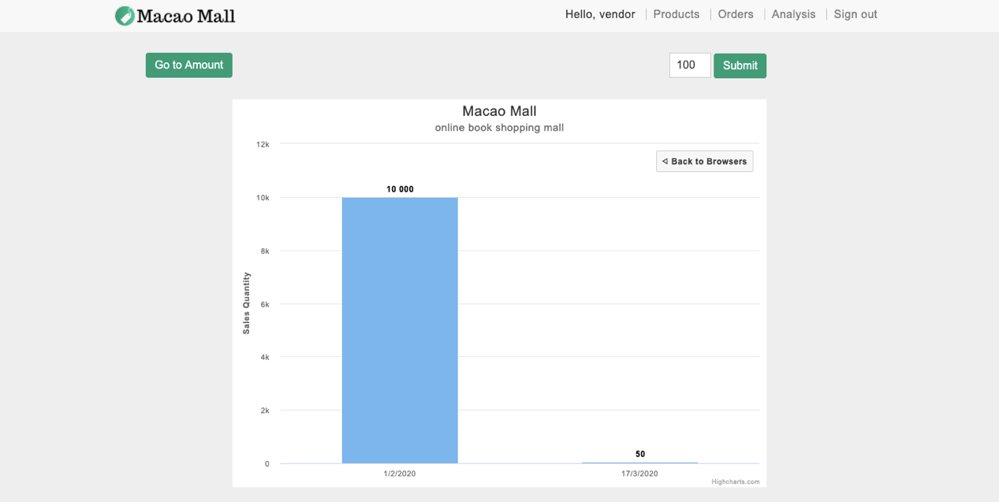 Macao Mall
Hello, vendor Products Orders Analysis Sign out
Go to Amount
100 Submit
Macao Mall
online book shopping mall
12k
◁ Back to Browsers
10 000
10k
8k
Sales Quantity
6k
4k
2k
50
0
1/2/2020 17/3/2020
Highcharts.com